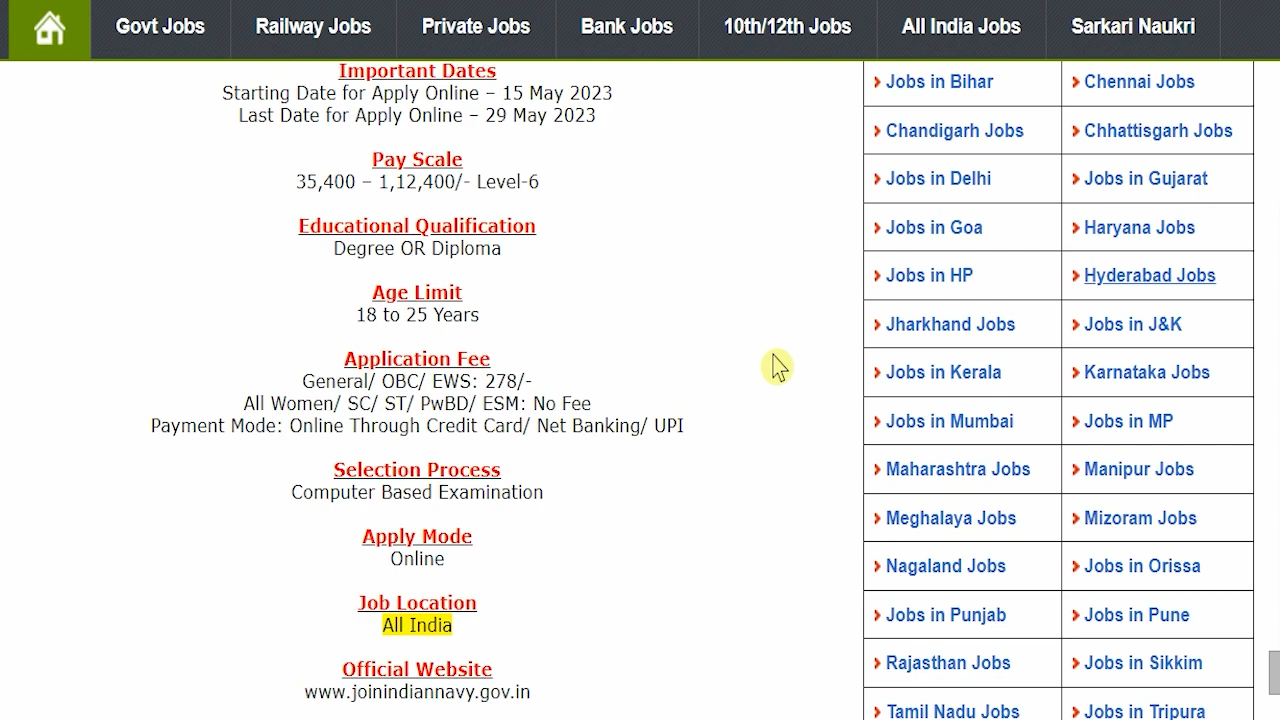 Govt Jobs Railway Jobs Private Jobs Bank Jobs 10th/12th Jobs All India Jobs Sarkari Naukri
Important Dates
Starting Date for Apply Online – 15 May 2023
Last Date for Apply Online – 29 May 2023
Pay Scale
35,400 – 1,12,400/- Level-6
Educational Qualification
Degree OR Diploma
Age Limit
18 to 25 Years
Application Fee
General/ OBC/ EWS: 278/-
All Women/ SC/ ST/ PwBD/ ESM: No Fee
Payment Mode: Online Through Credit Card/ Net Banking/ UPI
Selection Process
Computer Based Examination
Apply Mode
Online
Job Location
All India
Official Website
www.joinindiannavy.gov.in
Jobs in Bihar Chennai Jobs
Chandigarh Jobs Chhattisgarh Jobs
Jobs in Delhi Jobs in Gujarat
Jobs in Goa Haryana Jobs
Jobs in HP Hyderabad Jobs
Jharkhand Jobs Jobs in J&K
Jobs in Kerala Karnataka Jobs
Jobs in Mumbai Jobs in MP
Maharashtra Jobs Manipur Jobs
Meghalaya Jobs Mizoram Jobs
Nagaland Jobs Jobs in Orissa
Jobs in Punjab Jobs in Pune
Rajasthan Jobs Jobs in Sikkim
Tamil Nadu Jobs Jobs in Tripura